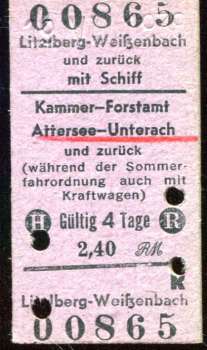 00865
Litzlberg-Weißenbach
und zurück
mit Schiff
Kammer-Forstamt
Attersee-Unterach
und zurück
(während der Sommer-
fahrordnung auch mit
Kraftwagen)
H Gültig 4 Tage R
2,40 RM
K
Litzlberg-Weißenbach
00865